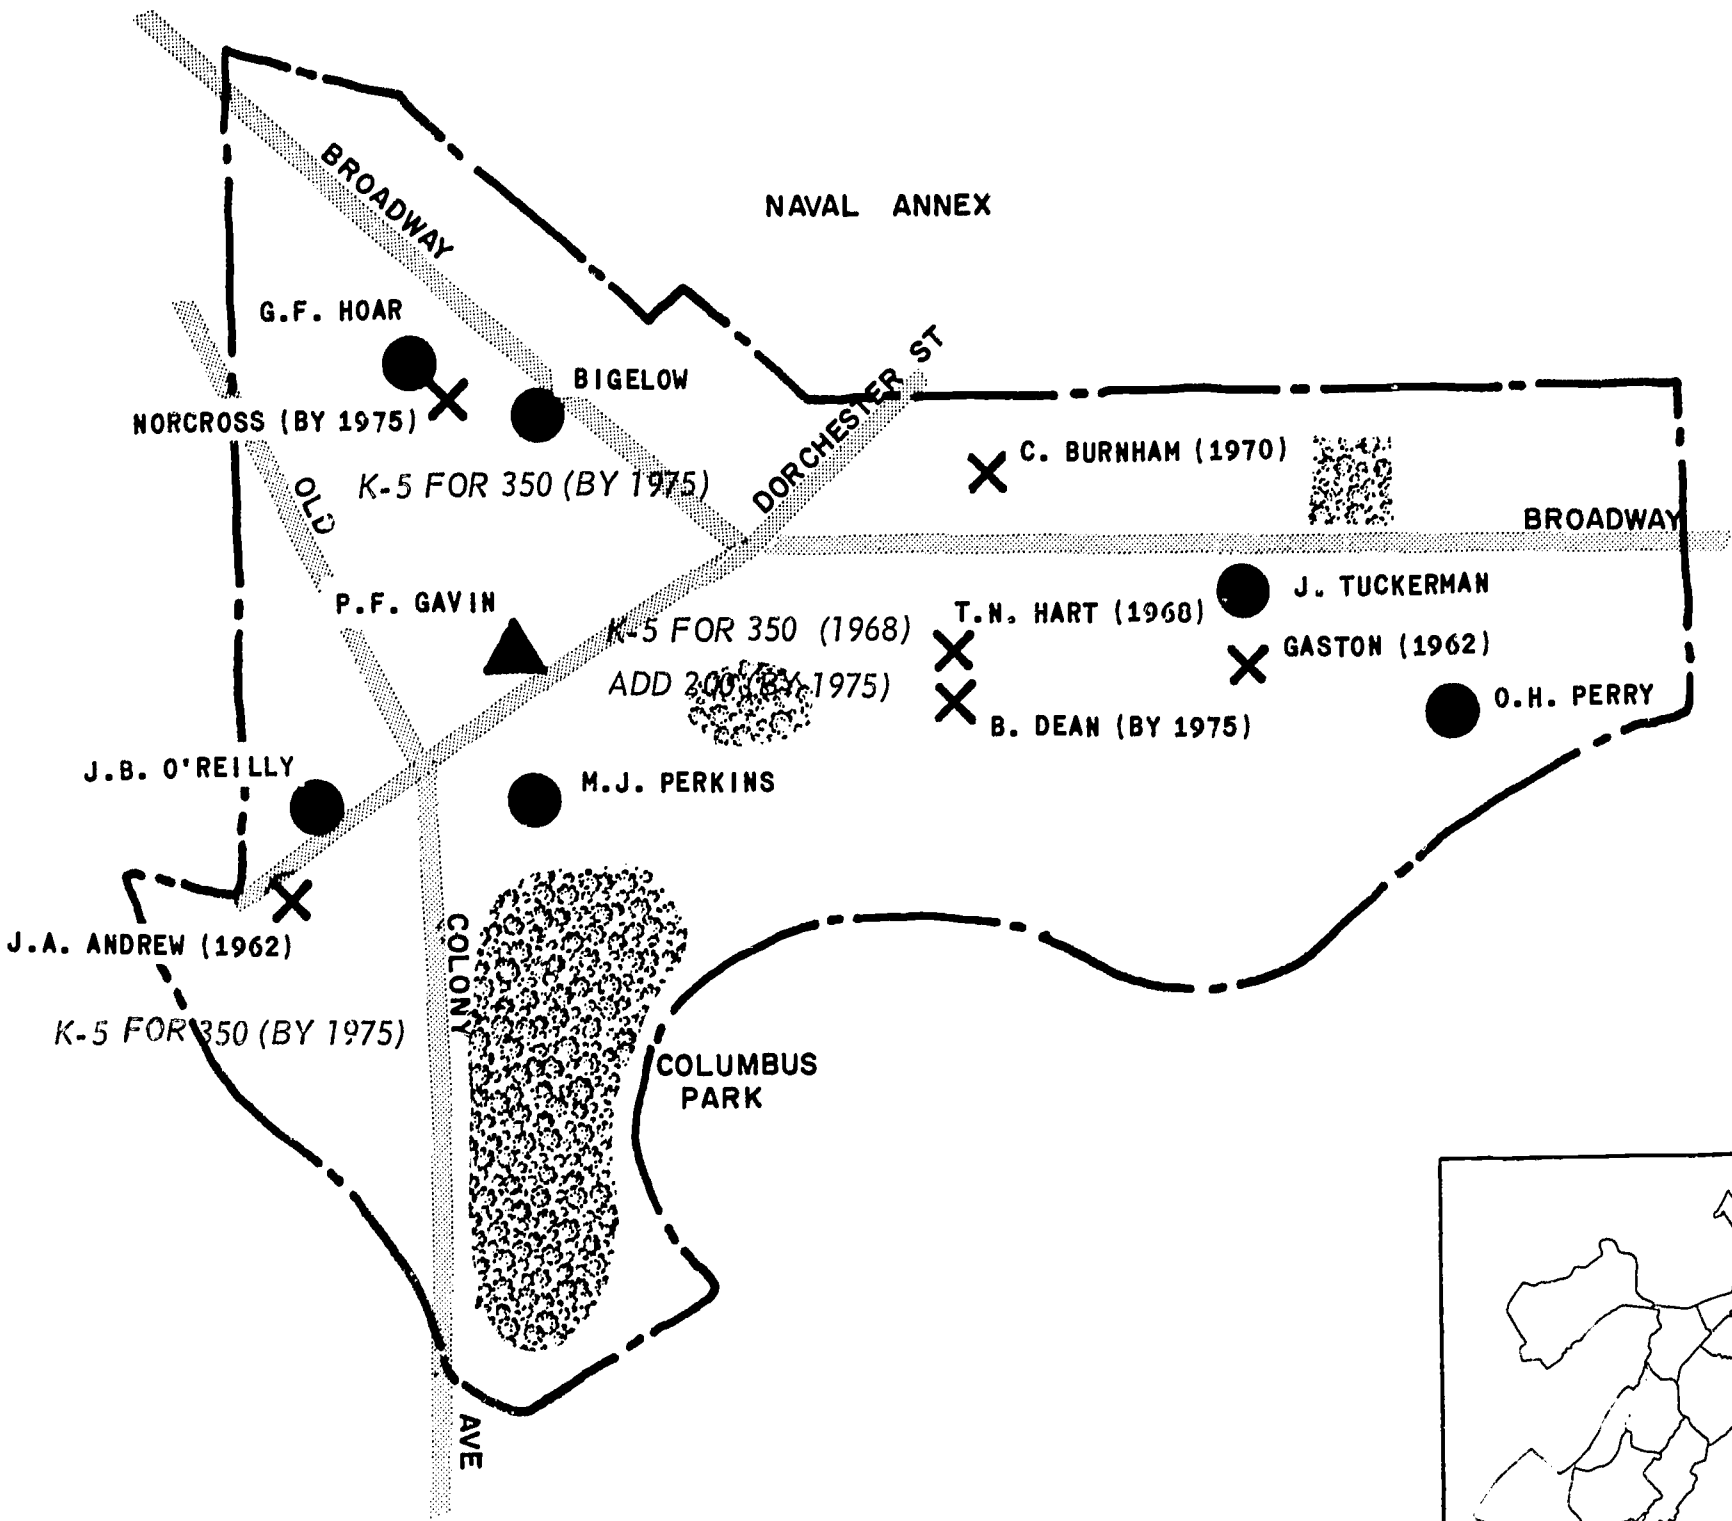 BROADWAY
NAVAL ANNEX
G.F. HOAR
DORCHESTER ST
BIGELOW
NORCROSS (BY 1975)
C. BURNHAM (1970)
K-5 FOR 350 (BY 1975)
OLD
BROADWAY
J. TUCKERMAN
P.F. GAVIN
T.N. HART (1968)
K-5 FOR 350 (1968)
GASTON (1962)
ADD 200 (BY 1975)
O.H. PERRY
B. DEAN (BY 1975)
J.B. O'REILLY
M.J. PERKINS
J.A. ANDREW (1962)
COLONY
K-5 FOR 350 (BY 1975)
COLUMBUS
PARK
AVE